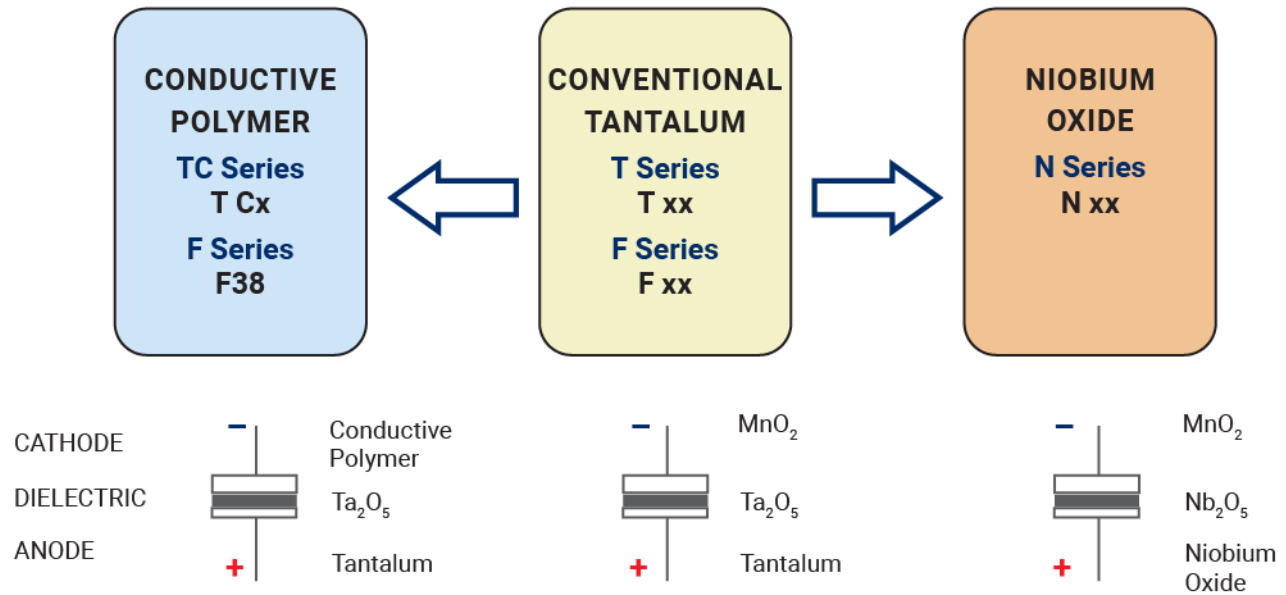 CONDUCTIVE
POLYMER
TC Series
T Cx
F Series
F38
CONVENTIONAL
TANTALUM
T Series
T xx
F Series
F xx
NIOBIUM
OXIDE
N Series
N xx
CATHODE
DIELECTRIC
ANODE
−
Conductive
Polymer
Ta₂O₅
+
Tantalum
−
MnO₂
Ta₂O₅
+
Tantalum
−
MnO₂
Nb₂O₅
+
Niobium
Oxide